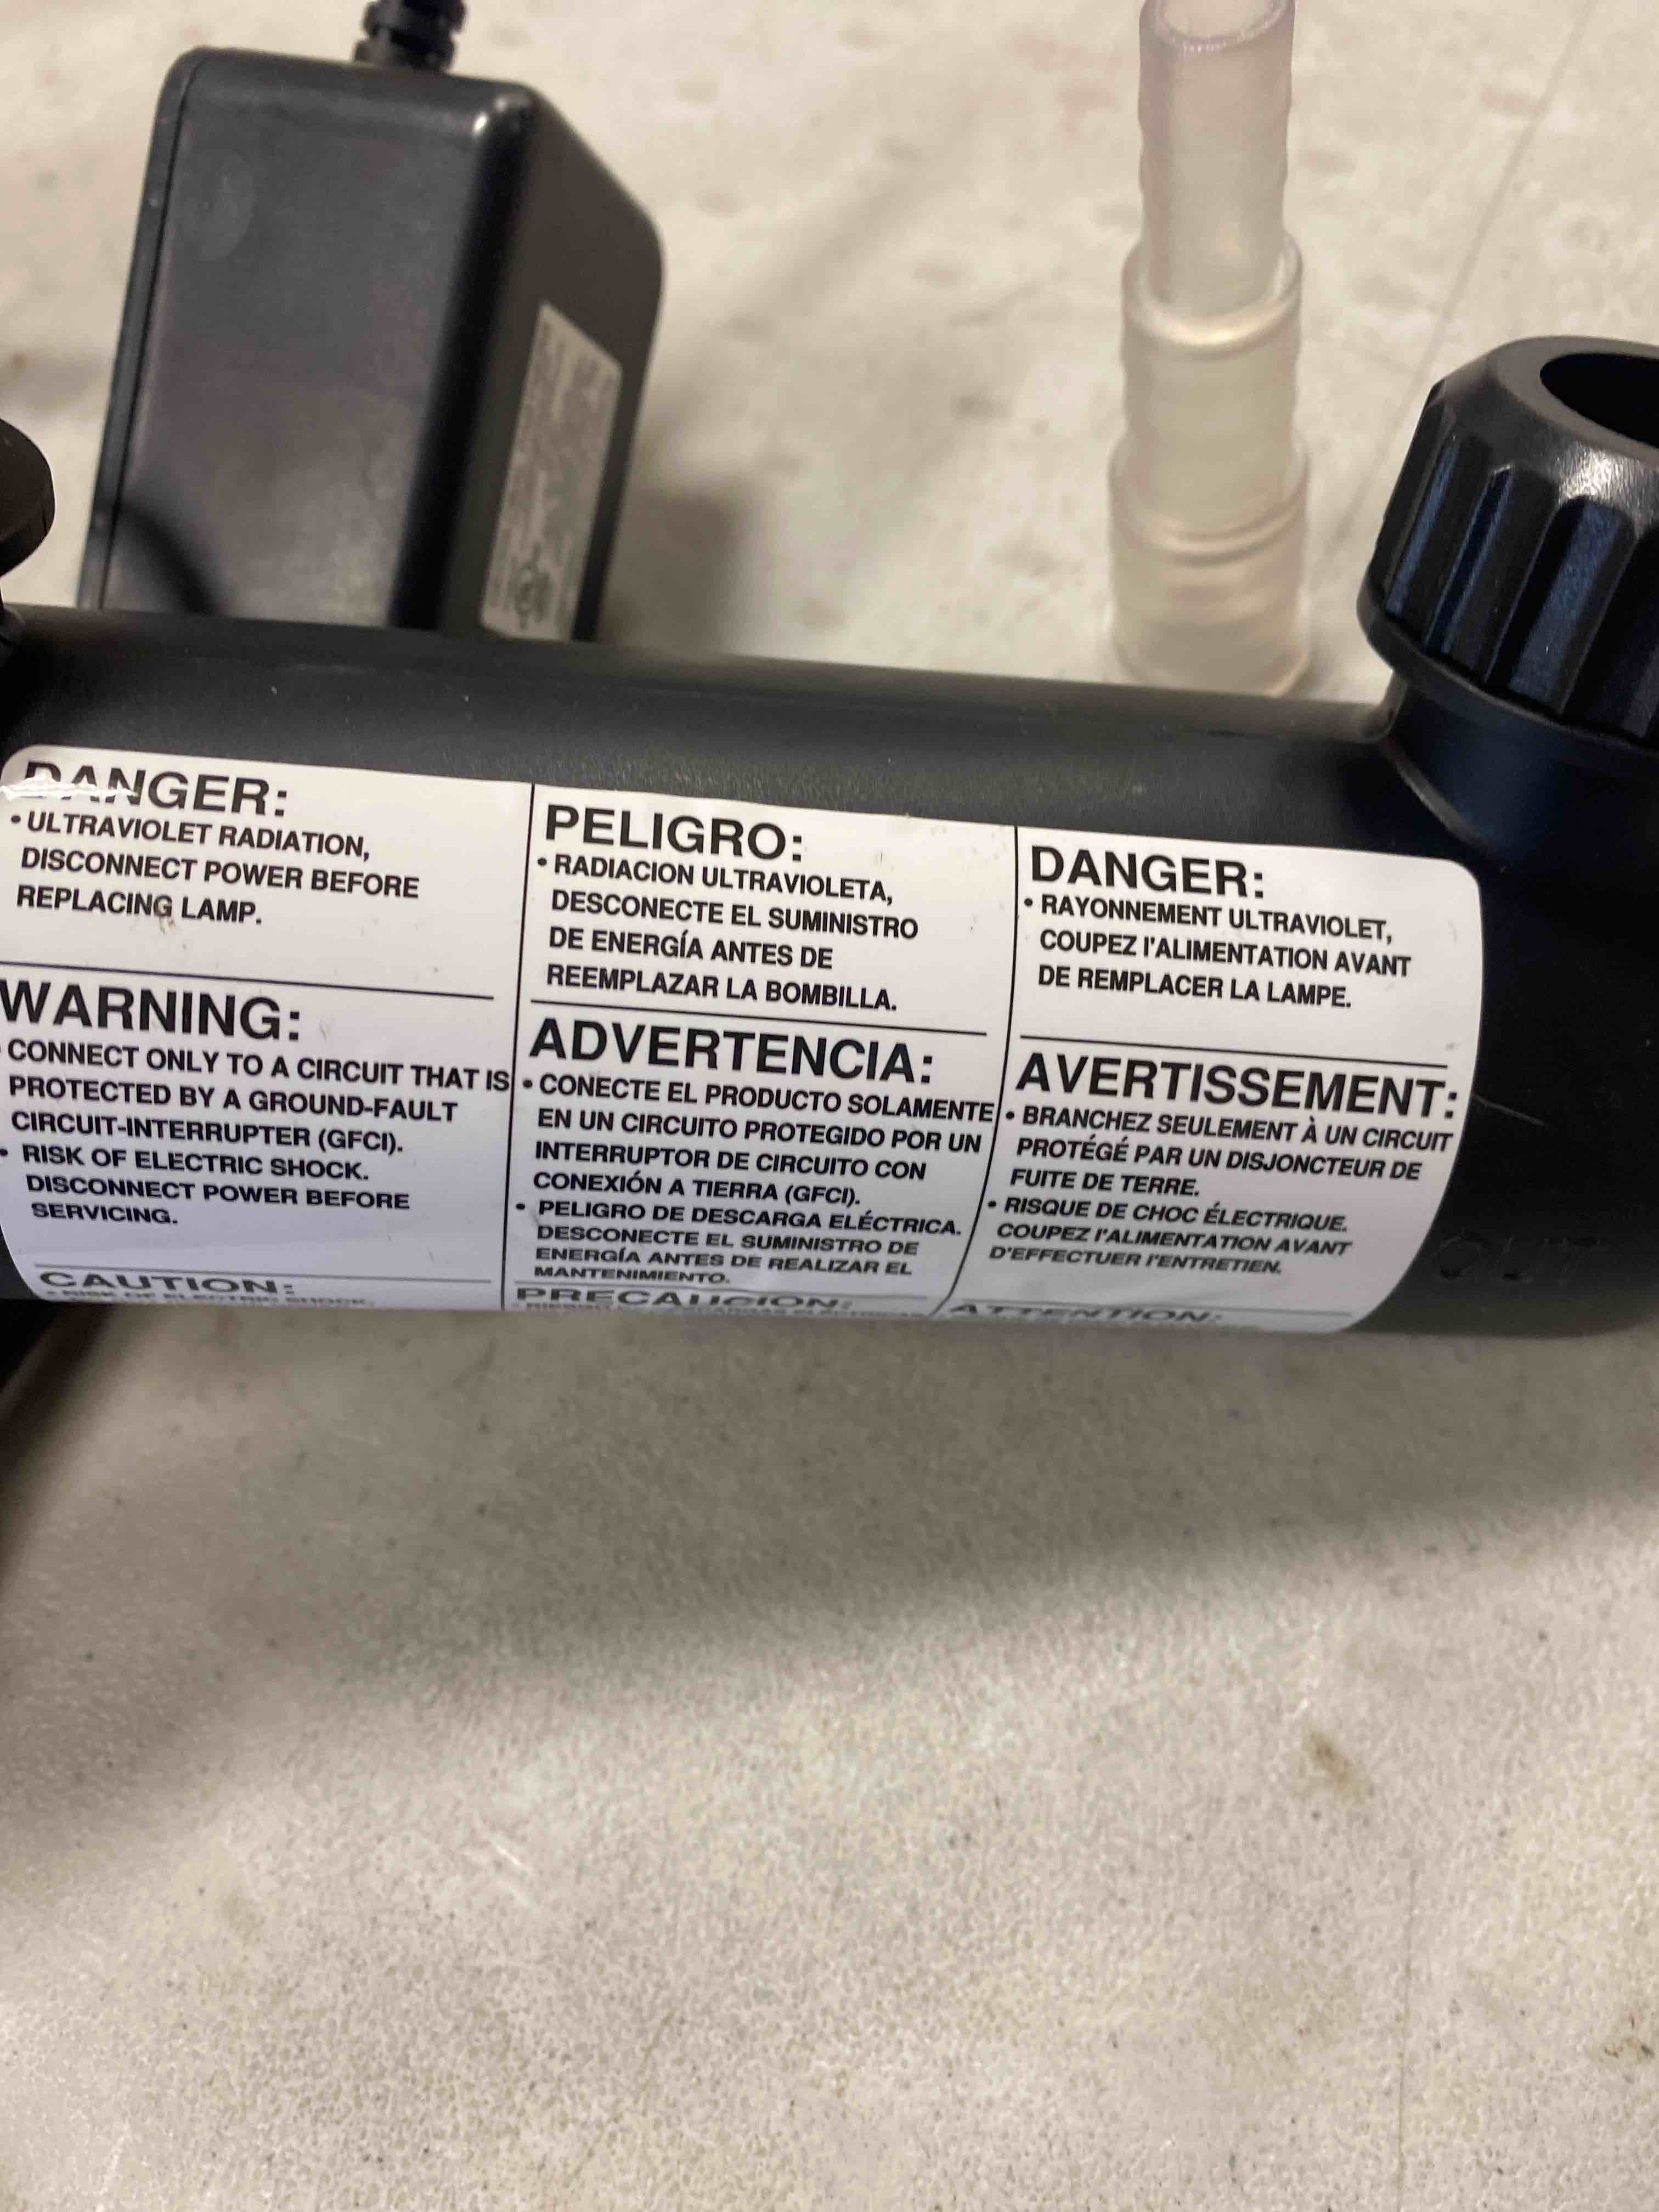 DANGER:
• ULTRAVIOLET RADIATION,
DISCONNECT POWER BEFORE
REPLACING LAMP.
WARNING:
• CONNECT ONLY TO A CIRCUIT THAT IS
PROTECTED BY A GROUND-FAULT
CIRCUIT-INTERRUPTER (GFCI).
• RISK OF ELECTRIC SHOCK.
DISCONNECT POWER BEFORE
SERVICING.
CAUTION:
• RISK OF ELECTRIC SHOCK.
PELIGRO:
• RADIACION ULTRAVIOLETA,
DESCONECTE EL SUMINISTRO
DE ENERGÍA ANTES DE
REEMPLAZAR LA BOMBILLA.
ADVERTENCIA:
• CONECTE EL PRODUCTO SOLAMENTE
EN UN CIRCUITO PROTEGIDO POR UN
INTERRUPTOR DE CIRCUITO CON
CONEXIÓN A TIERRA (GFCI).
• PELIGRO DE DESCARGA ELÉCTRICA.
DESCONECTE EL SUMINISTRO DE
ENERGÍA ANTES DE REALIZAR EL
MANTENIMIENTO.
PRECAUCION:
DANGER:
• RAYONNEMENT ULTRAVIOLET,
COUPEZ l'ALIMENTATION AVANT
DE REMPLACER LA LAMPE.
AVERTISSEMENT:
• BRANCHEZ SEULEMENT À UN CIRCUIT
PROTÉGÉ PAR UN DISJONCTEUR DE
FUITE DE TERRE.
• RISQUE DE CHOC ÉLECTRIQUE.
COUPEZ l'ALIMENTATION AVANT
D'EFFECTUER l'ENTRETIEN.
ATTENTION:
OUT